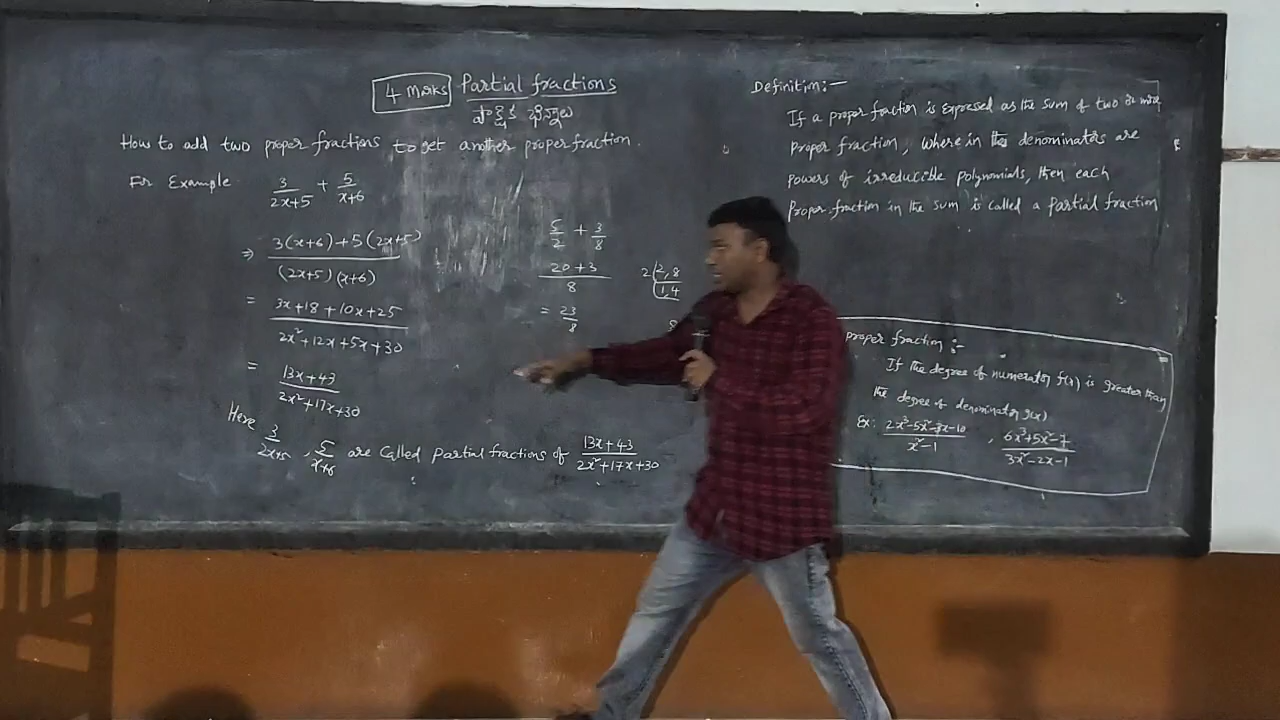 4 Marks Partial fractions
పాక్షిక భిన్నాలు
How to add two proper fractions to get another proper fraction.
For Example 3/(2x+5) + 5/(x+6)
⇒ (3(x+6)+5(2x+5))/((2x+5)(x+6))
= (3x+18+10x+25)/(2x²+12x+5x+30)
= (13x+43)/(2x²+17x+30)
Here 3/(2x+5), 5/(x+6) are called partial fractions of (13x+43)/(2x²+17x+30)
5/2 + 3/8
(20+3)/8
= 23/8
2 | 2, 8
1, 4
Definition:-
If a proper fraction is expressed as the sum of two or more
proper fraction, where in the denominators are
powers of irreducible polynomials, then each
proper fraction in the sum is called a partial fraction
proper fraction :-
If the degree of numerator f(x) is greater than
the degree of denominator g(x)
Ex: (2x³-5x²-3x-10)/(x²-1) , (6x³+5x²-7)/(3x²-2x-1)